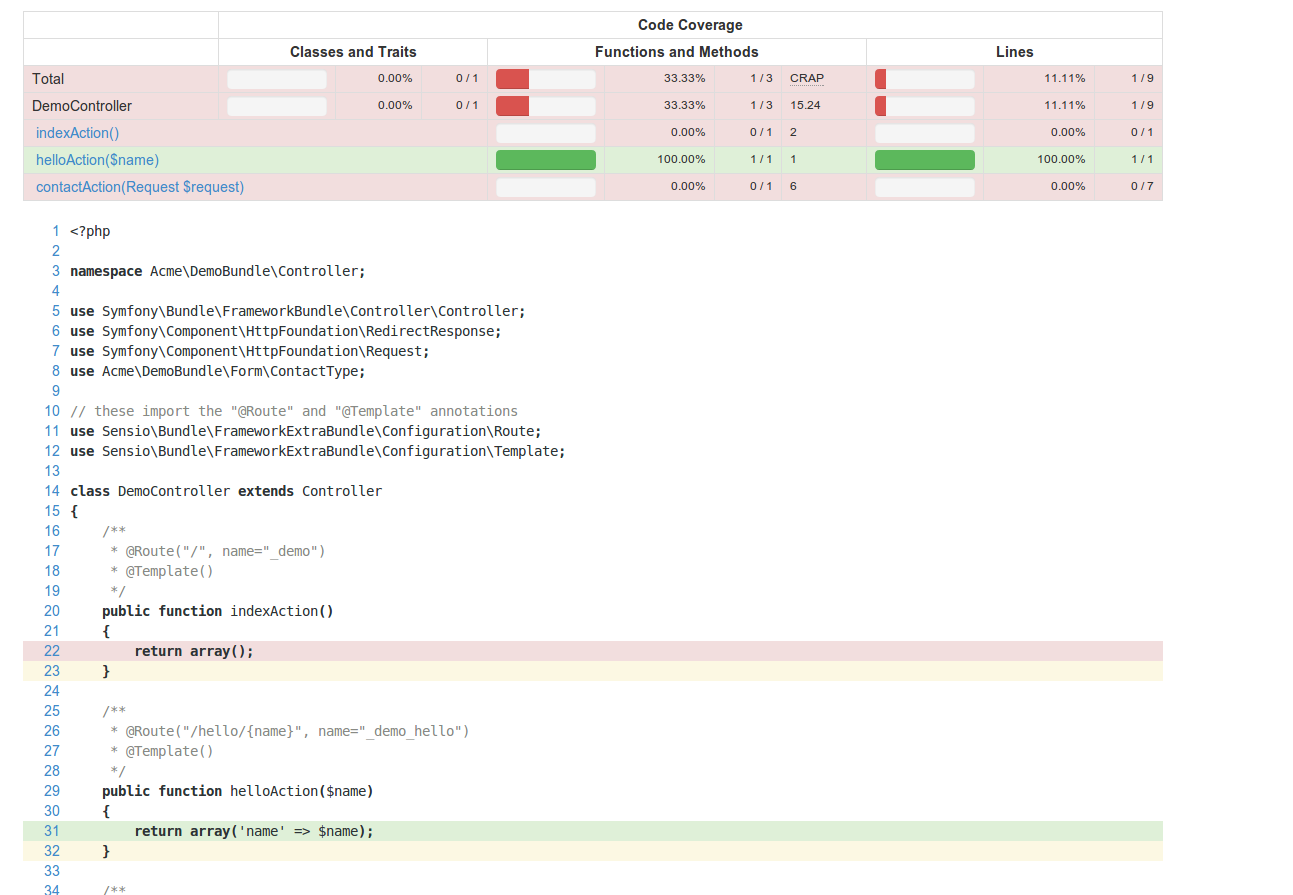 Code Coverage
Classes and Traits Functions and Methods Lines
Total 0.00% 0 / 1 33.33% 1 / 3 CRAP 11.11% 1 / 9
DemoController 0.00% 0 / 1 33.33% 1 / 3 15.24 11.11% 1 / 9
indexAction() 0.00% 0 / 1 2 0.00% 0 / 1
helloAction($name) 100.00% 1 / 1 1 100.00% 1 / 1
contactAction(Request $request) 0.00% 0 / 1 6 0.00% 0 / 7
1 <?php
2
3 namespace Acme\DemoBundle\Controller;
4
5 use Symfony\Bundle\FrameworkBundle\Controller\Controller;
6 use Symfony\Component\HttpFoundation\RedirectResponse;
7 use Symfony\Component\HttpFoundation\Request;
8 use Acme\DemoBundle\Form\ContactType;
9
10 // these import the "@Route" and "@Template" annotations
11 use Sensio\Bundle\FrameworkExtraBundle\Configuration\Route;
12 use Sensio\Bundle\FrameworkExtraBundle\Configuration\Template;
13
14 class DemoController extends Controller
15 {
16     /**
17      * @Route("/", name="_demo")
18      * @Template()
19      */
20     public function indexAction()
21     {
22         return array();
23     }
24
25     /**
26      * @Route("/hello/{name}", name="_demo_hello")
27      * @Template()
28      */
29     public function helloAction($name)
30     {
31         return array('name' => $name);
32     }
33
34     /**